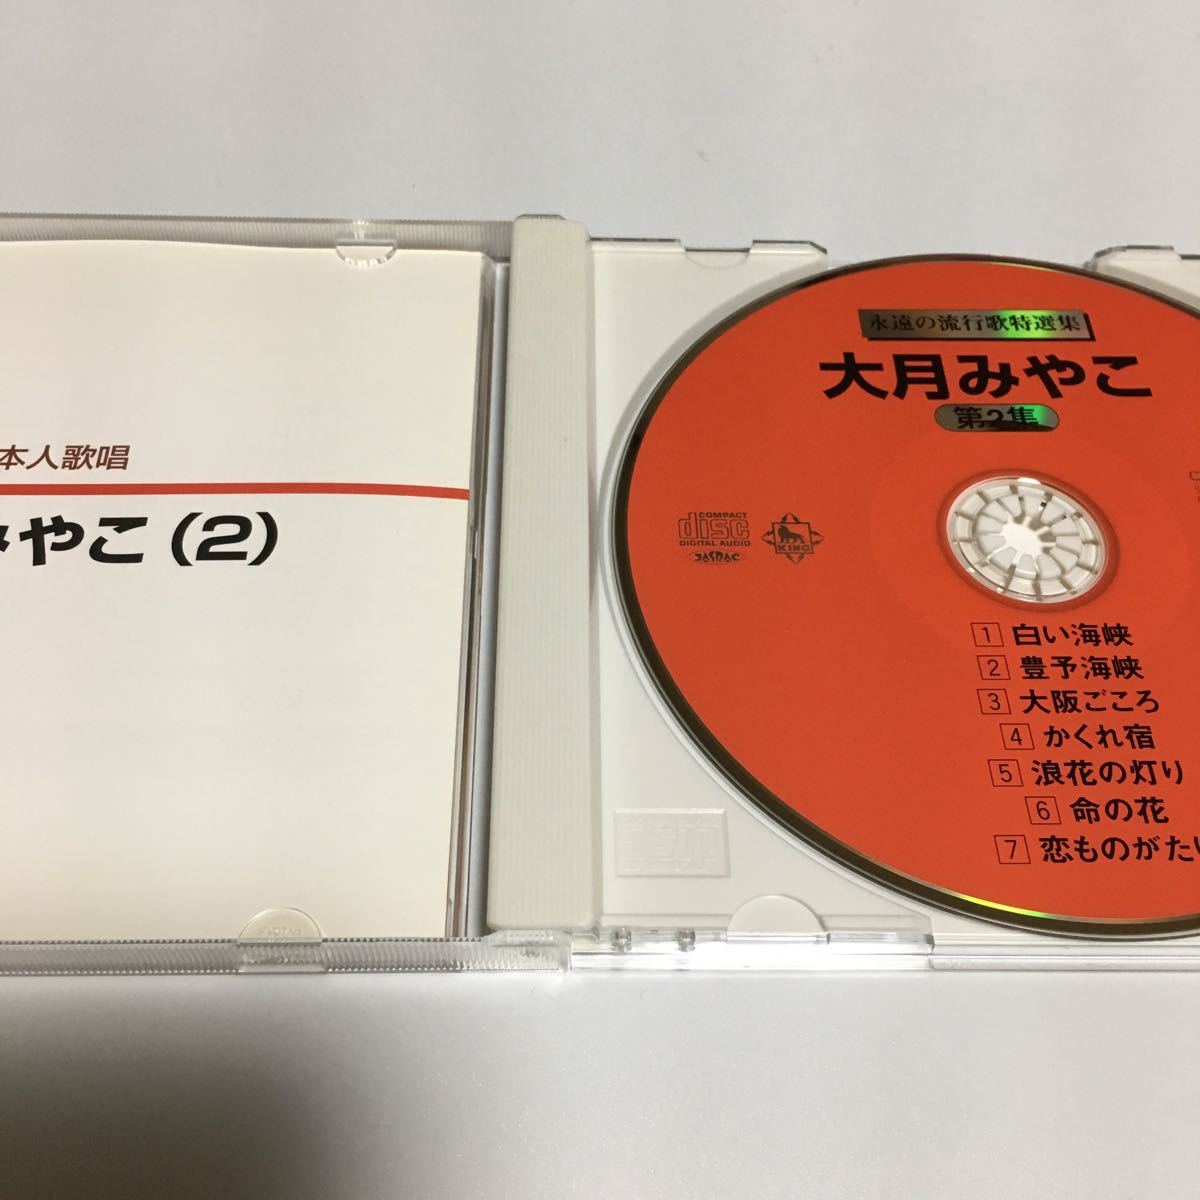 本人歌唱
みやこ(2)
永遠の流行歌特選集
大月みやこ
第2集
COMPACT
disc
DIGITAL AUDIO
JASRAC
KING
1 白い海峡
2 豊予海峡
3 大阪ごころ
4 かくれ宿
5 浪花の灯り
6 命の花
7 恋ものがたり